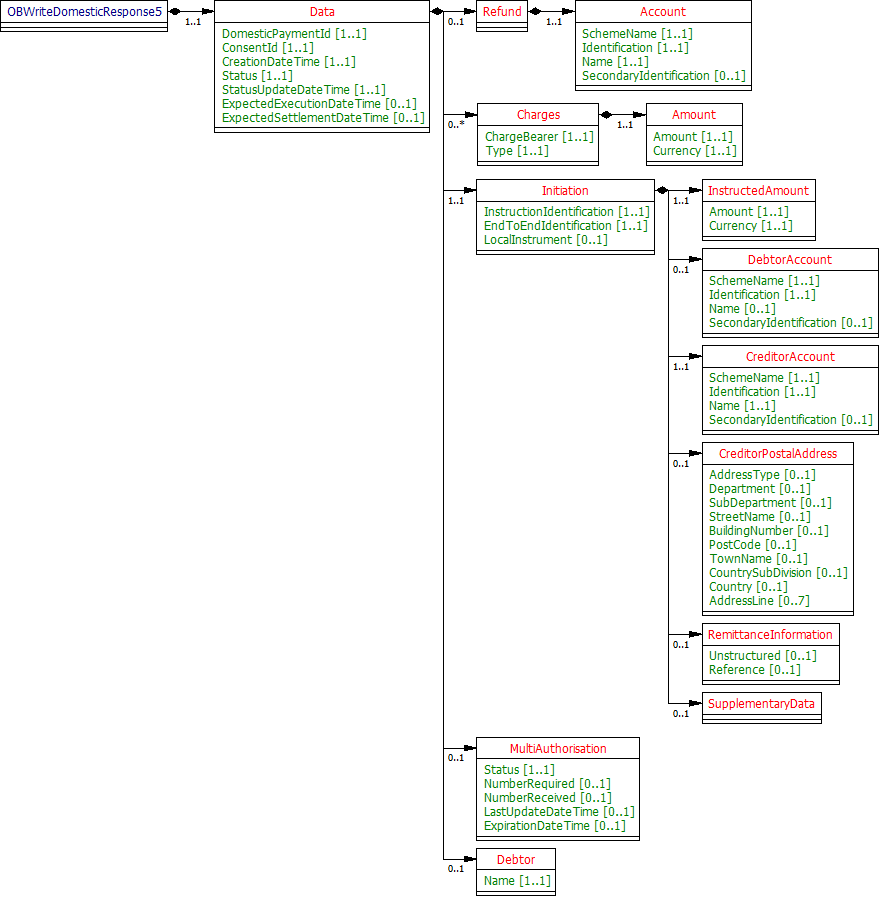 OBWriteDomesticResponse5
1..1
Data
DomesticPaymentId [1..1]
ConsentId [1..1]
CreationDateTime [1..1]
Status [1..1]
StatusUpdateDateTime [1..1]
ExpectedExecutionDateTime [0..1]
ExpectedSettlementDateTime [0..1]
0..1
Refund
1..1
Account
SchemeName [1..1]
Identification [1..1]
Name [1..1]
SecondaryIdentification [0..1]
0..*
Charges
ChargeBearer [1..1]
Type [1..1]
1..1
Amount
Amount [1..1]
Currency [1..1]
1..1
Initiation
InstructionIdentification [1..1]
EndToEndIdentification [1..1]
LocalInstrument [0..1]
1..1
InstructedAmount
Amount [1..1]
Currency [1..1]
0..1
DebtorAccount
SchemeName [1..1]
Identification [1..1]
Name [0..1]
SecondaryIdentification [0..1]
1..1
CreditorAccount
SchemeName [1..1]
Identification [1..1]
Name [1..1]
SecondaryIdentification [0..1]
0..1
CreditorPostalAddress
AddressType [0..1]
Department [0..1]
SubDepartment [0..1]
StreetName [0..1]
BuildingNumber [0..1]
PostCode [0..1]
TownName [0..1]
CountrySubDivision [0..1]
Country [0..1]
AddressLine [0..7]
0..1
RemittanceInformation
Unstructured [0..1]
Reference [0..1]
0..1
SupplementaryData
0..1
MultiAuthorisation
Status [1..1]
NumberRequired [0..1]
NumberReceived [0..1]
LastUpdateDateTime [0..1]
ExpirationDateTime [0..1]
0..1
Debtor
Name [1..1]